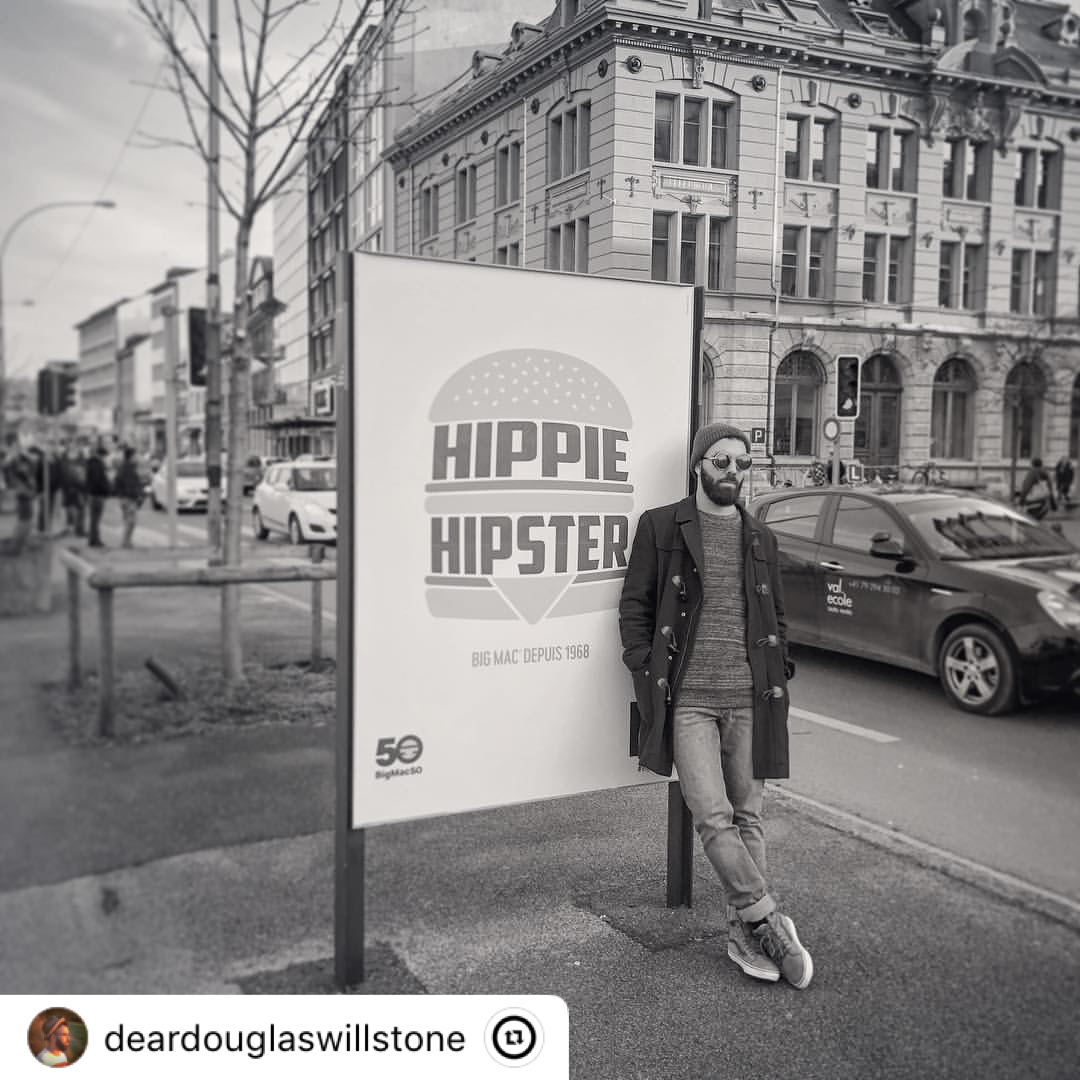 HIPPIE
HIPSTER
BIG MAC DEPUIS 1968
50
BigMac50
P
L
val
ecole
deardouglaswillstone